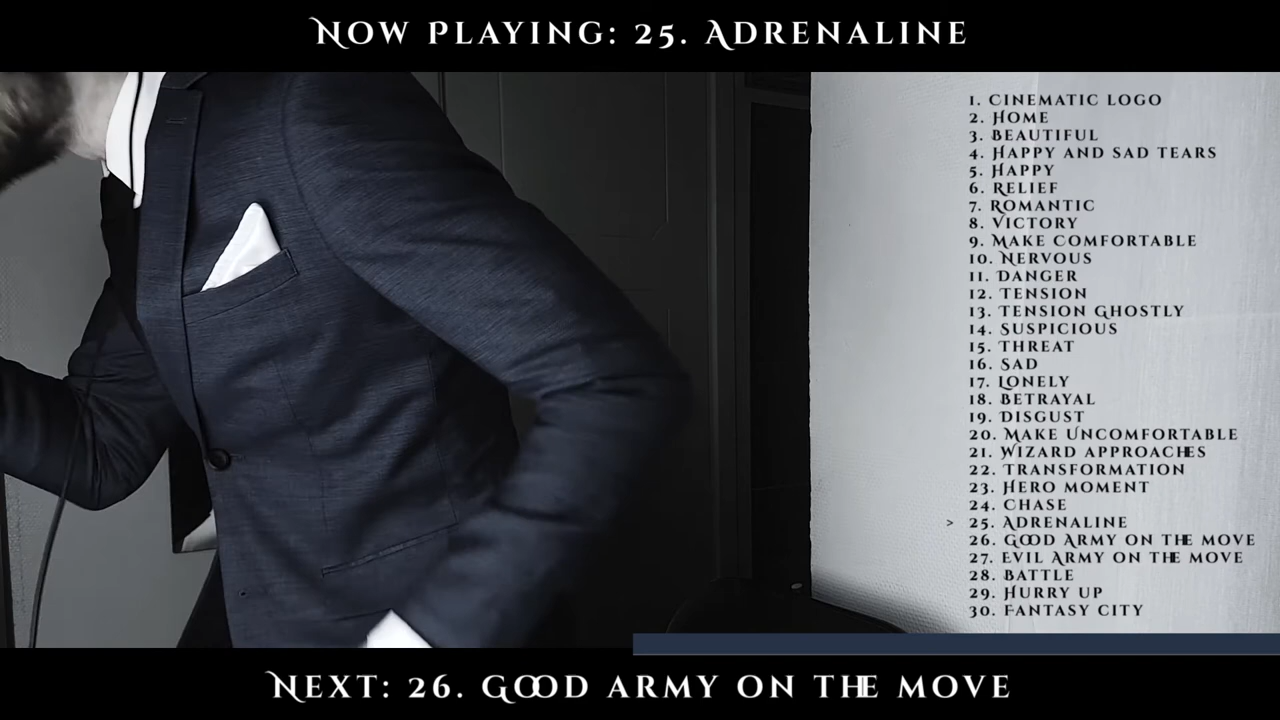 Now Playing: 25. Adrenaline
1. Cinematic Logo
2. Home
3. Beautiful
4. Happy and Sad Tears
5. Happy
6. Relief
7. Romantic
8. Victory
9. Make Comfortable
10. Nervous
11. Danger
12. Tension
13. Tension Ghostly
14. Suspicious
15. Threat
16. Sad
17. Lonely
18. Betrayal
19. Disgust
20. Make Uncomfortable
21. Wizard Approaches
22. Transformation
23. Hero Moment
24. Chase
> 25. Adrenaline
26. Good Army on the Move
27. Evil Army on the Move
28. Battle
29. Hurry Up
30. Fantasy City
Next: 26. Good Army on the Move